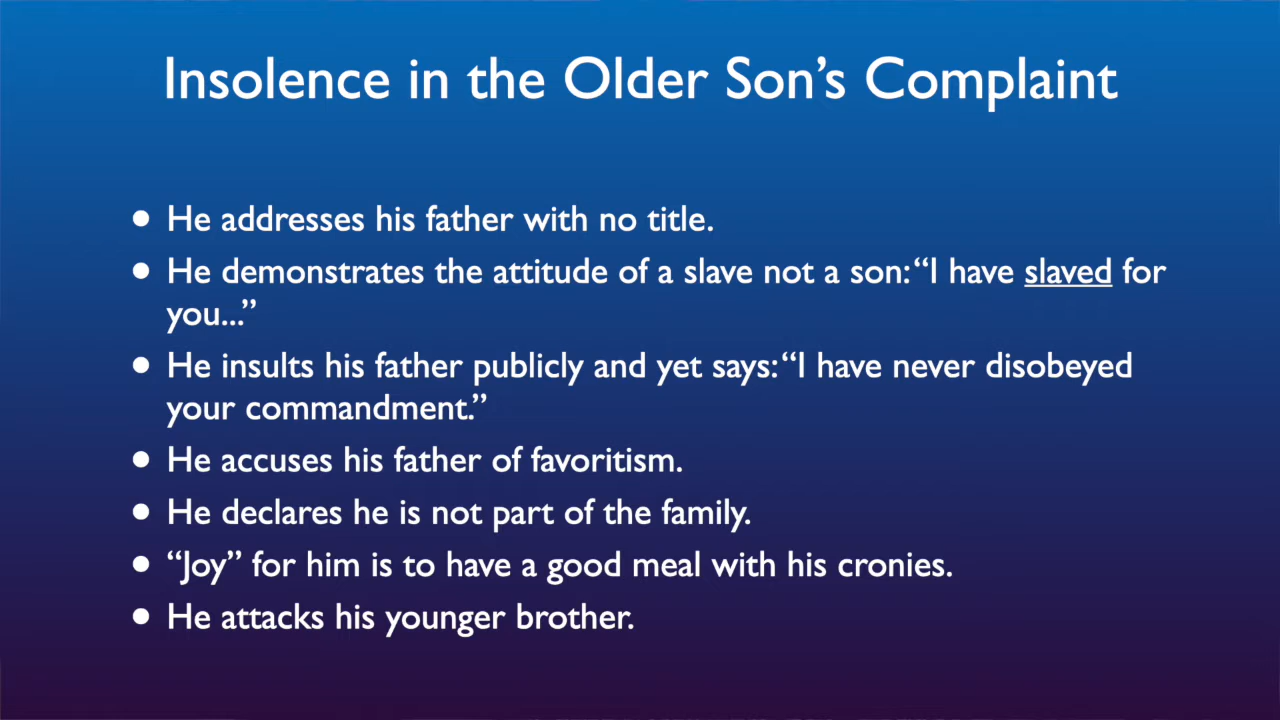 Insolence in the Older Son’s Complaint
• He addresses his father with no title.
• He demonstrates the attitude of a slave not a son: “I have slaved for
you...”
• He insults his father publicly and yet says: “I have never disobeyed
your commandment.”
• He accuses his father of favoritism.
• He declares he is not part of the family.
• “Joy” for him is to have a good meal with his cronies.
• He attacks his younger brother.